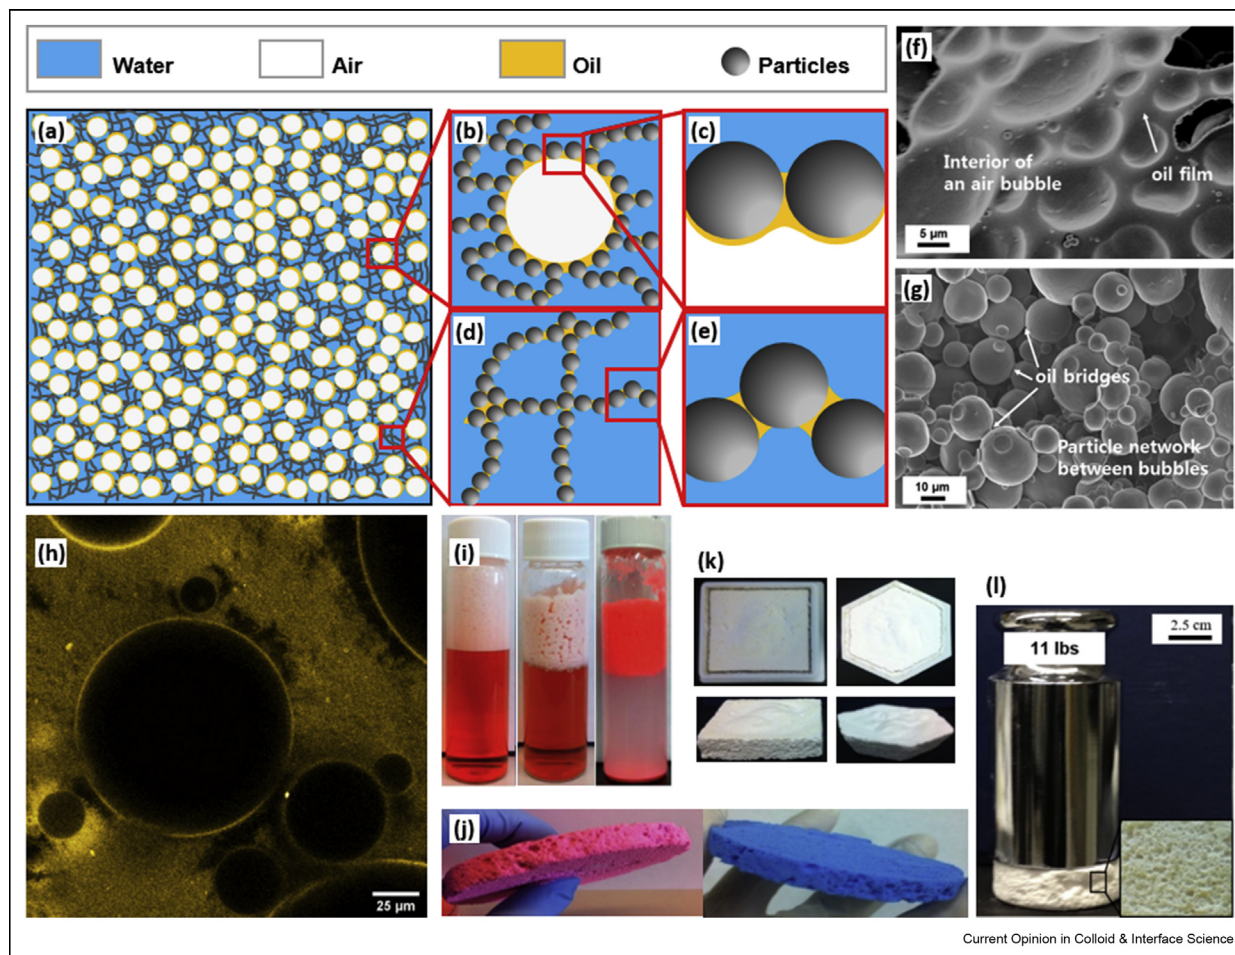 Water
Air
Oil
Particles
(a)
(b)
(c)
(d)
(e)
(f)
Interior of
an air bubble
oil film
5 µm
(g)
oil bridges
Particle network
between bubbles
10 µm
(h)
25 µm
(i)
(j)
(k)
(l)
11 lbs
2.5 cm
Current Opinion in Colloid & Interface Science